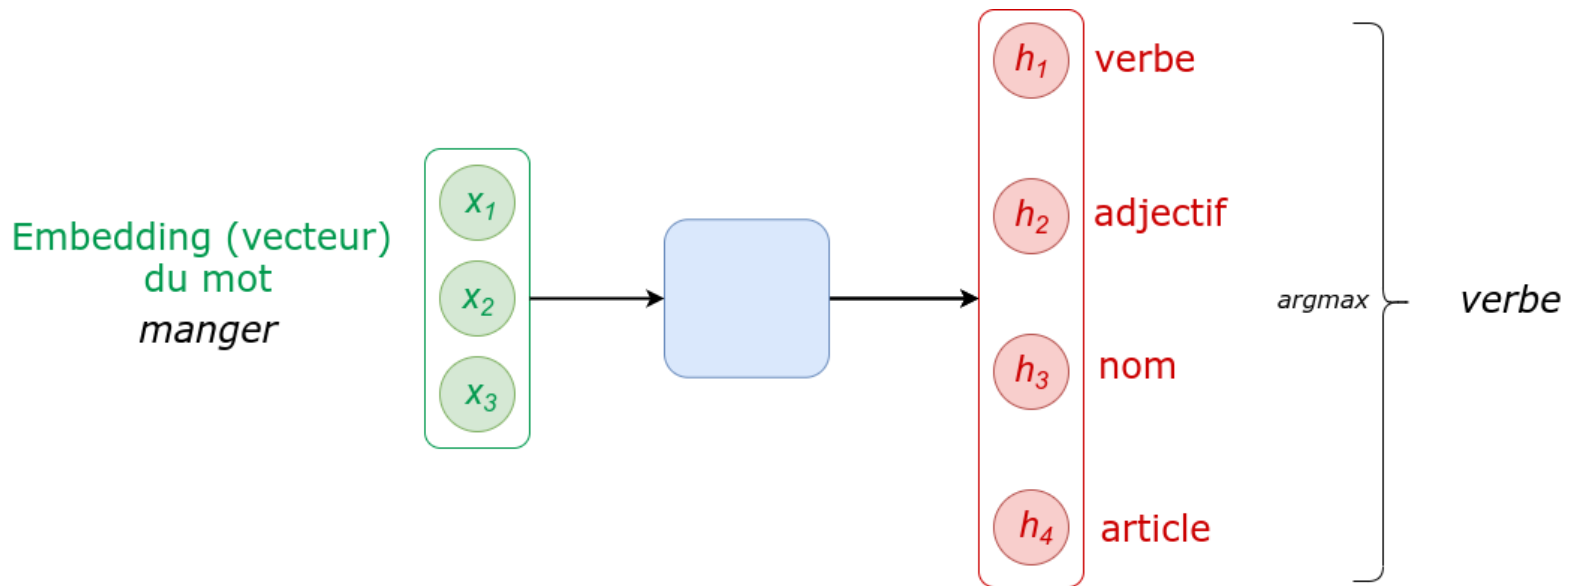 Embedding (vecteur)
du mot
manger
x1
x2
x3
h1 verbe
h2 adjectif
h3 nom
h4 article
argmax
verbe